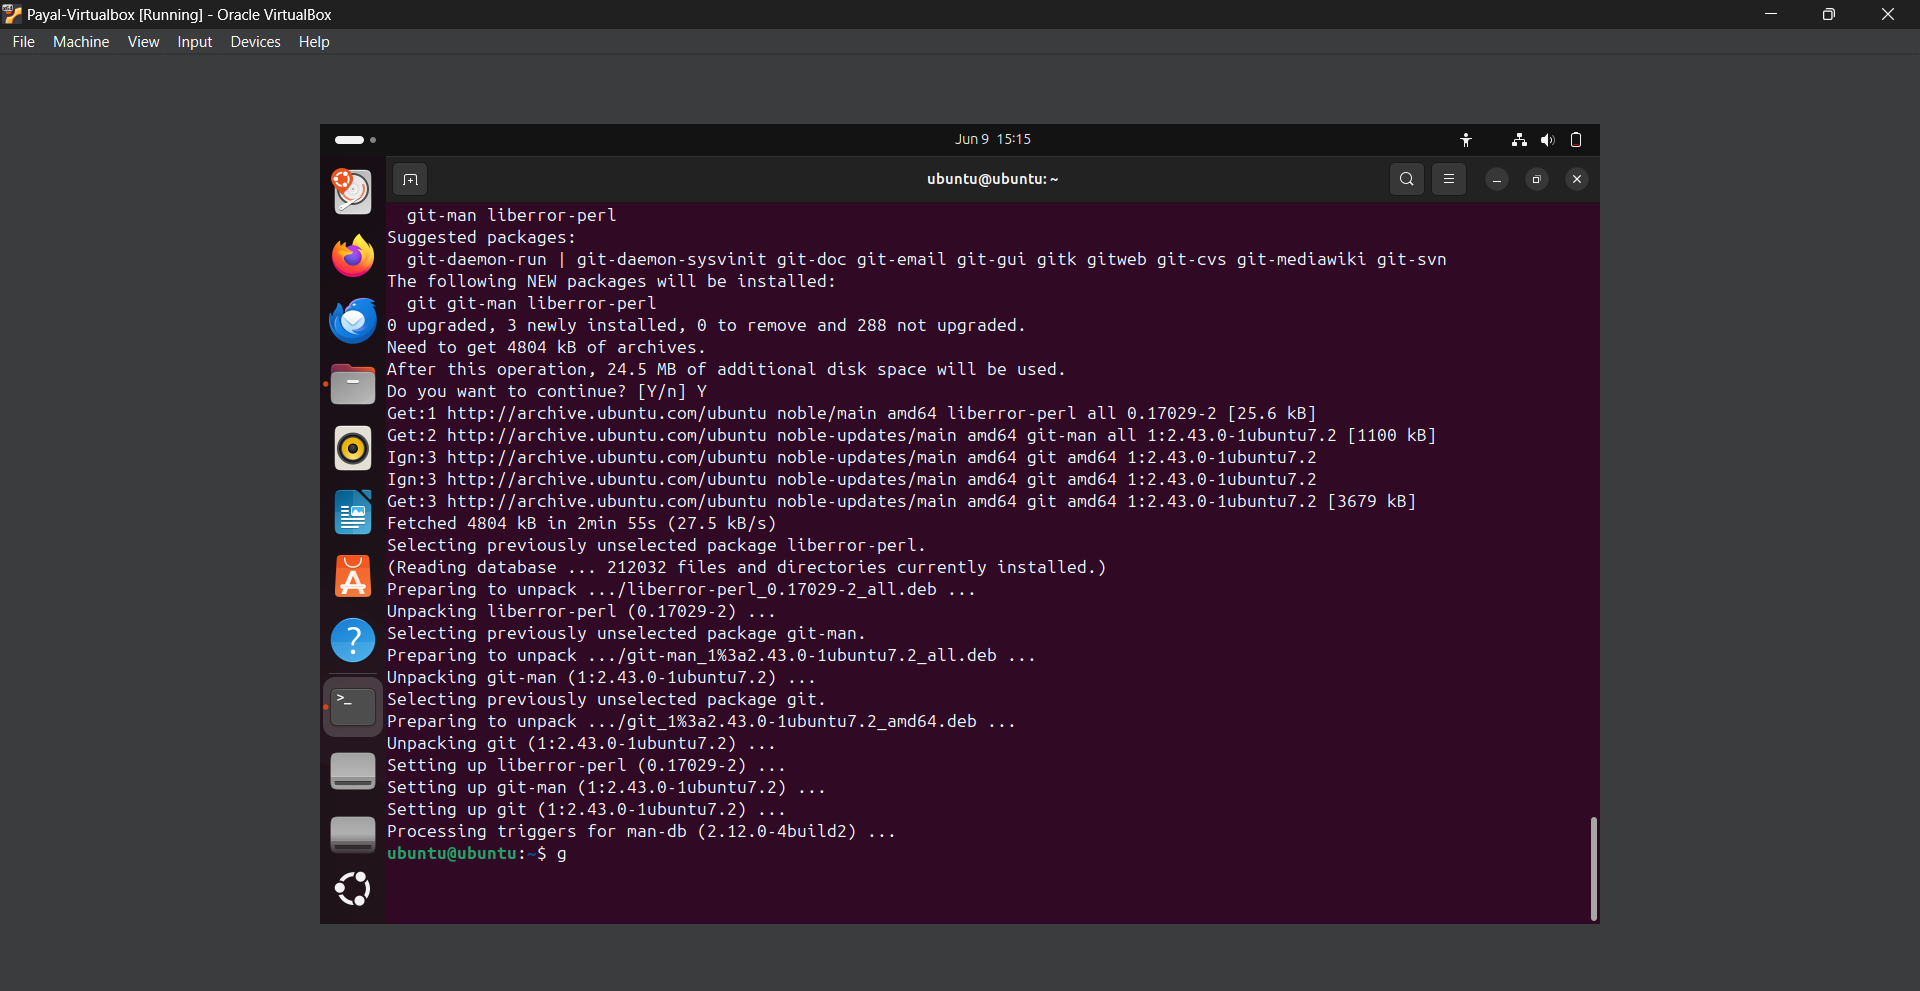 Payal-Virtualbox [Running] - Oracle VirtualBox
File Machine View Input Devices Help
Jun 9 15:15
ubuntu@ubuntu: ~
git-man liberror-perl
Suggested packages:
git-daemon-run | git-daemon-sysvinit git-doc git-email git-gui gitk gitweb git-cvs git-mediawiki git-svn
The following NEW packages will be installed:
git git-man liberror-perl
0 upgraded, 3 newly installed, 0 to remove and 288 not upgraded.
Need to get 4804 kB of archives.
After this operation, 24.5 MB of additional disk space will be used.
Do you want to continue? [Y/n] Y
Get:1 http://archive.ubuntu.com/ubuntu noble/main amd64 liberror-perl all 0.17029-2 [25.6 kB]
Get:2 http://archive.ubuntu.com/ubuntu noble-updates/main amd64 git-man all 1:2.43.0-1ubuntu7.2 [1100 kB]
Ign:3 http://archive.ubuntu.com/ubuntu noble-updates/main amd64 git amd64 1:2.43.0-1ubuntu7.2
Ign:3 http://archive.ubuntu.com/ubuntu noble-updates/main amd64 git amd64 1:2.43.0-1ubuntu7.2
Get:3 http://archive.ubuntu.com/ubuntu noble-updates/main amd64 git amd64 1:2.43.0-1ubuntu7.2 [3679 kB]
Fetched 4804 kB in 2min 55s (27.5 kB/s)
Selecting previously unselected package liberror-perl.
(Reading database ... 212032 files and directories currently installed.)
Preparing to unpack .../liberror-perl_0.17029-2_all.deb ...
Unpacking liberror-perl (0.17029-2) ...
Selecting previously unselected package git-man.
Preparing to unpack .../git-man_1%3a2.43.0-1ubuntu7.2_all.deb ...
Unpacking git-man (1:2.43.0-1ubuntu7.2) ...
Selecting previously unselected package git.
Preparing to unpack .../git_1%3a2.43.0-1ubuntu7.2_amd64.deb ...
Unpacking git (1:2.43.0-1ubuntu7.2) ...
Setting up liberror-perl (0.17029-2) ...
Setting up git-man (1:2.43.0-1ubuntu7.2) ...
Setting up git (1:2.43.0-1ubuntu7.2) ...
Processing triggers for man-db (2.12.0-4build2) ...
ubuntu@ubuntu:~$ g